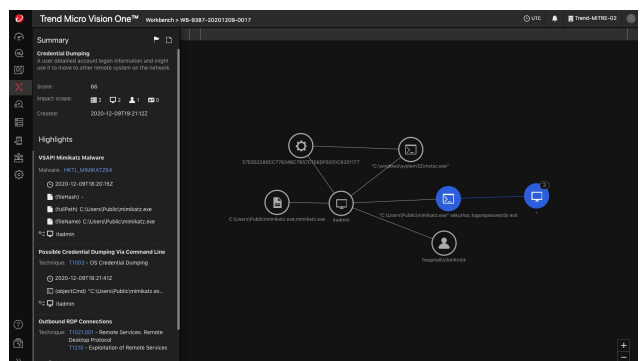 Trend Micro Vision One™
Workbench > WB-9387-20201209-0017
UTC
Trend-MITRE-02
Summary
Credential Dumping
A user obtained account logon information and might
use it to move to other remote system on the network.
Score: 66
Impact scope: 2 2 1 0
Created: 2020-12-09T19:21:12Z
Highlights
VSAPI Mimikatz Malware
Malware: HKTL_MIMIKATZ64
2020-12-09T18:20:15Z
(fileHash) -
(fullPath) C:\Users\Public\mimikatz.exe
(fileName) C:\Users\Public\mimikatz.exe
itadmin
Possible Credential Dumping Via Command Line
Technique: T1003 - OS Credential Dumping
2020-12-09T18:21:41Z
(objectCmd) "C:\Users\Public\mimikatz.ex...
itadmin
Outbound RDP Connections
Technique: T1021.001 - Remote Services: Remote
Desktop Protocol
T1210 - Exploitation of Remote Services
"C:\windows\system32\mstsc.exe"
3
C:\Users\Public\mimikatz.exe,mimikatz.exe
itadmin
"C:\Users\Public\mimikatz.exe" sekurlsa::logonpasswords exit
-
hospitality\kmitnick
+
−